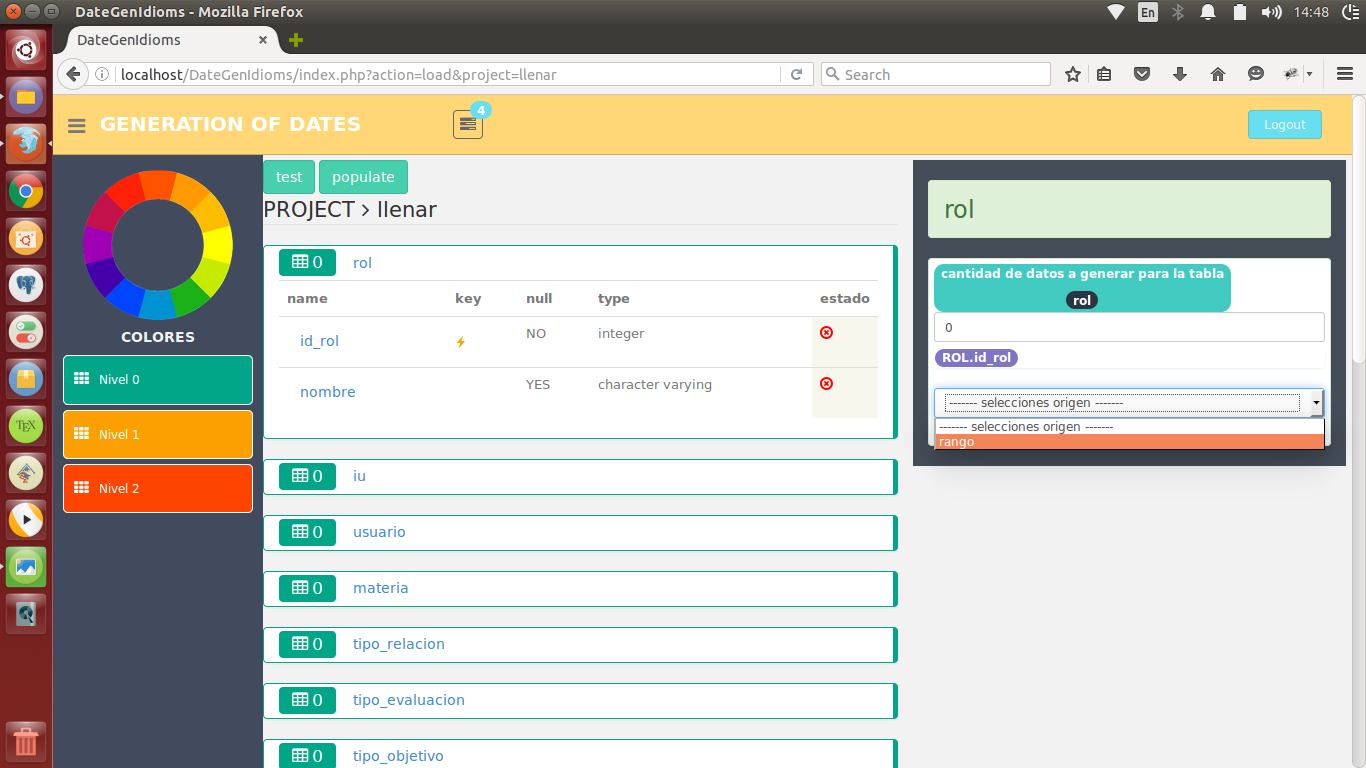 DateGenIdioms - Mozilla Firefox
En
14:48
DateGenIdioms
localhost/DateGenIdioms/index.php?action=load&project=llenar
Search
GENERATION OF DATES
4
Logout
COLORES
Nivel 0
Nivel 1
Nivel 2
test
populate
PROJECT > llenar
0 rol
name key null type estado
id_rol NO integer
nombre YES character varying
0 iu
0 usuario
0 materia
0 tipo_relacion
0 tipo_evaluacion
0 tipo_objetivo
rol
cantidad de datos a generar para la tabla
rol
0
ROL.id_rol
------- selecciones origen -------
------- selecciones origen -------
rango
TEX